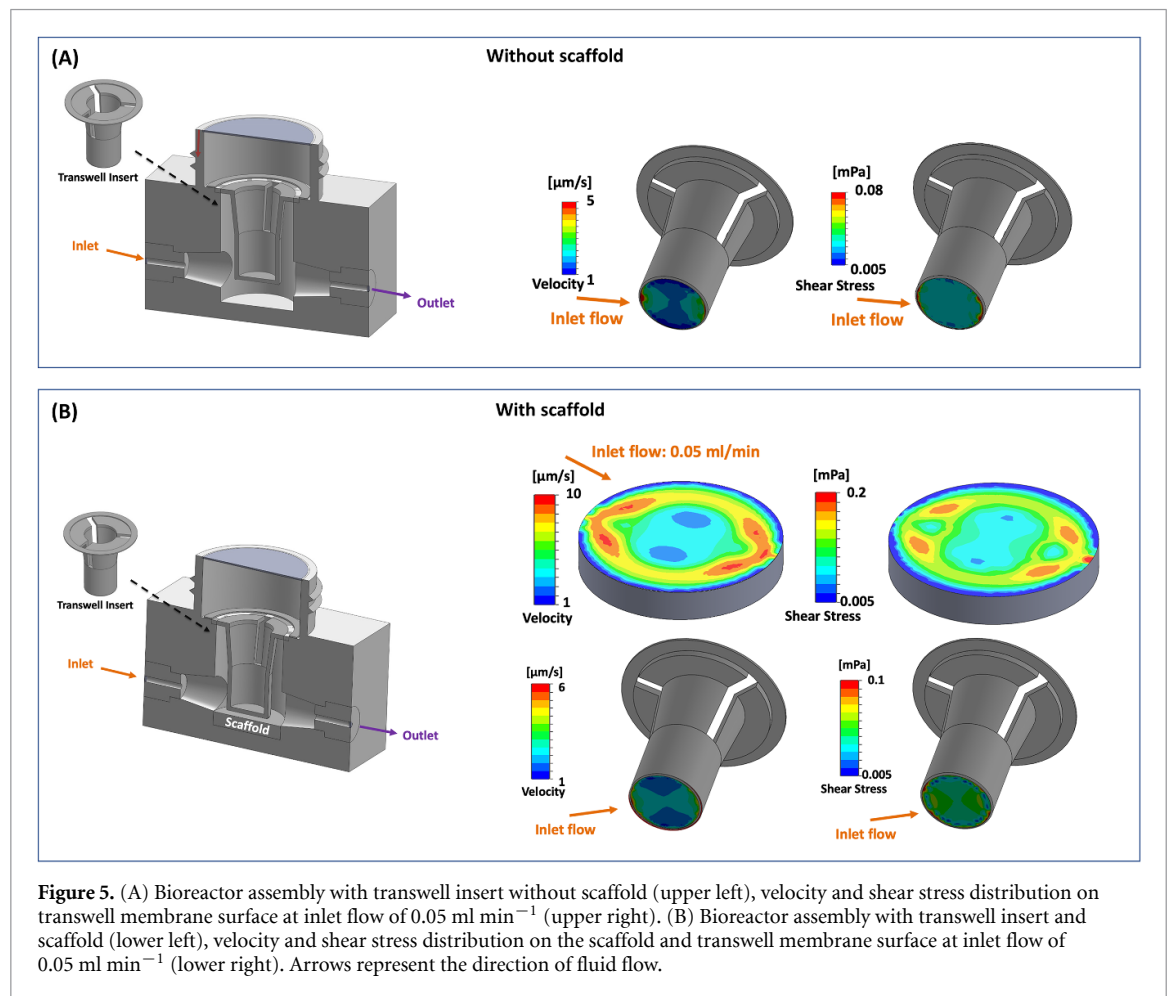 (A)
Without scaffold
Transwell Insert
Inlet
Outlet
[μm/s]
5
1
Velocity
Inlet flow
[mPa]
0.08
0.005
Shear Stress
Inlet flow
(B)
With scaffold
Transwell Insert
Inlet
Scaffold
Outlet
Inlet flow: 0.05 ml/min
[μm/s]
10
1
Velocity
[mPa]
0.2
0.005
Shear Stress
[μm/s]
6
1
Velocity
Inlet flow
[mPa]
0.1
0.005
Shear Stress
Inlet flow
Figure 5. (A) Bioreactor assembly with transwell insert without scaffold (upper left), velocity and shear stress distribution on
transwell membrane surface at inlet flow of 0.05 ml min⁻¹ (upper right). (B) Bioreactor assembly with transwell insert and
scaffold (lower left), velocity and shear stress distribution on the scaffold and transwell membrane surface at inlet flow of
0.05 ml min⁻¹ (lower right). Arrows represent the direction of fluid flow.